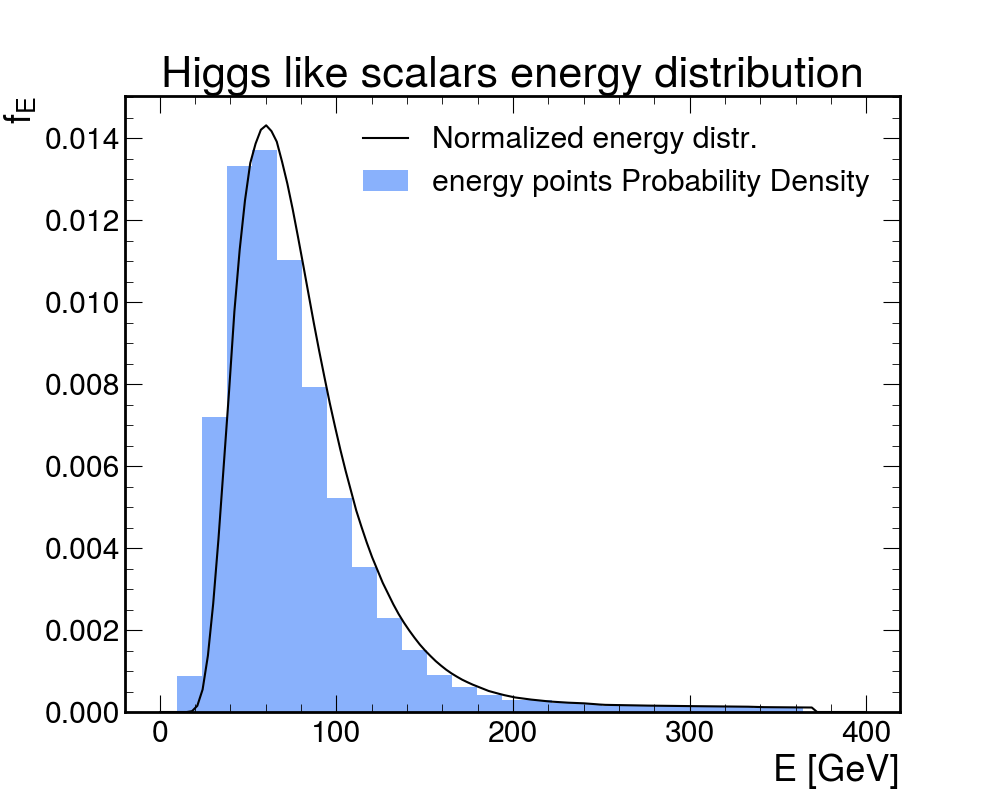 Higgs like scalars energy distribution
f_E
Normalized energy distr.
energy points Probability Density
0.014
0.012
0.010
0.008
0.006
0.004
0.002
0.000
0 100 200 300 400
E [GeV]